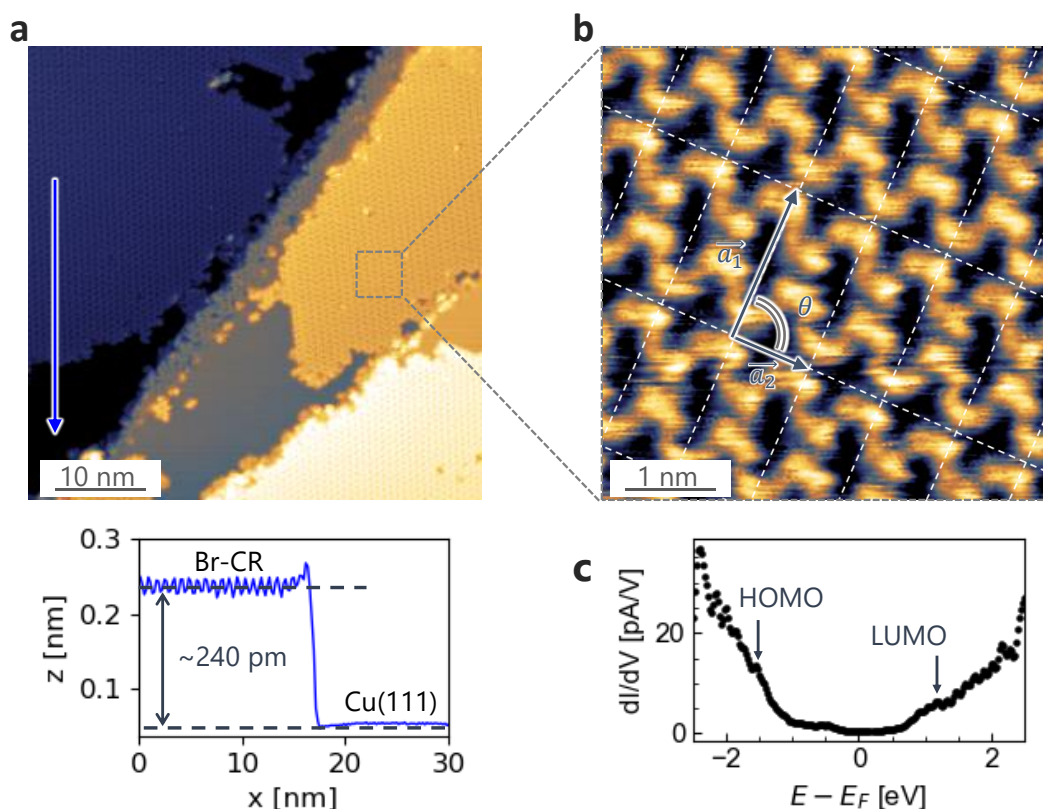 a
10 nm
b
a₁
θ
a₂
1 nm
0.3
0.2
0.1
z [nm]
Br-CR
~240 pm
Cu(111)
0
10
20
30
x [nm]
c
HOMO
LUMO
20
0
dI/dV [pA/V]
−2
0
2
E − E_F [eV]